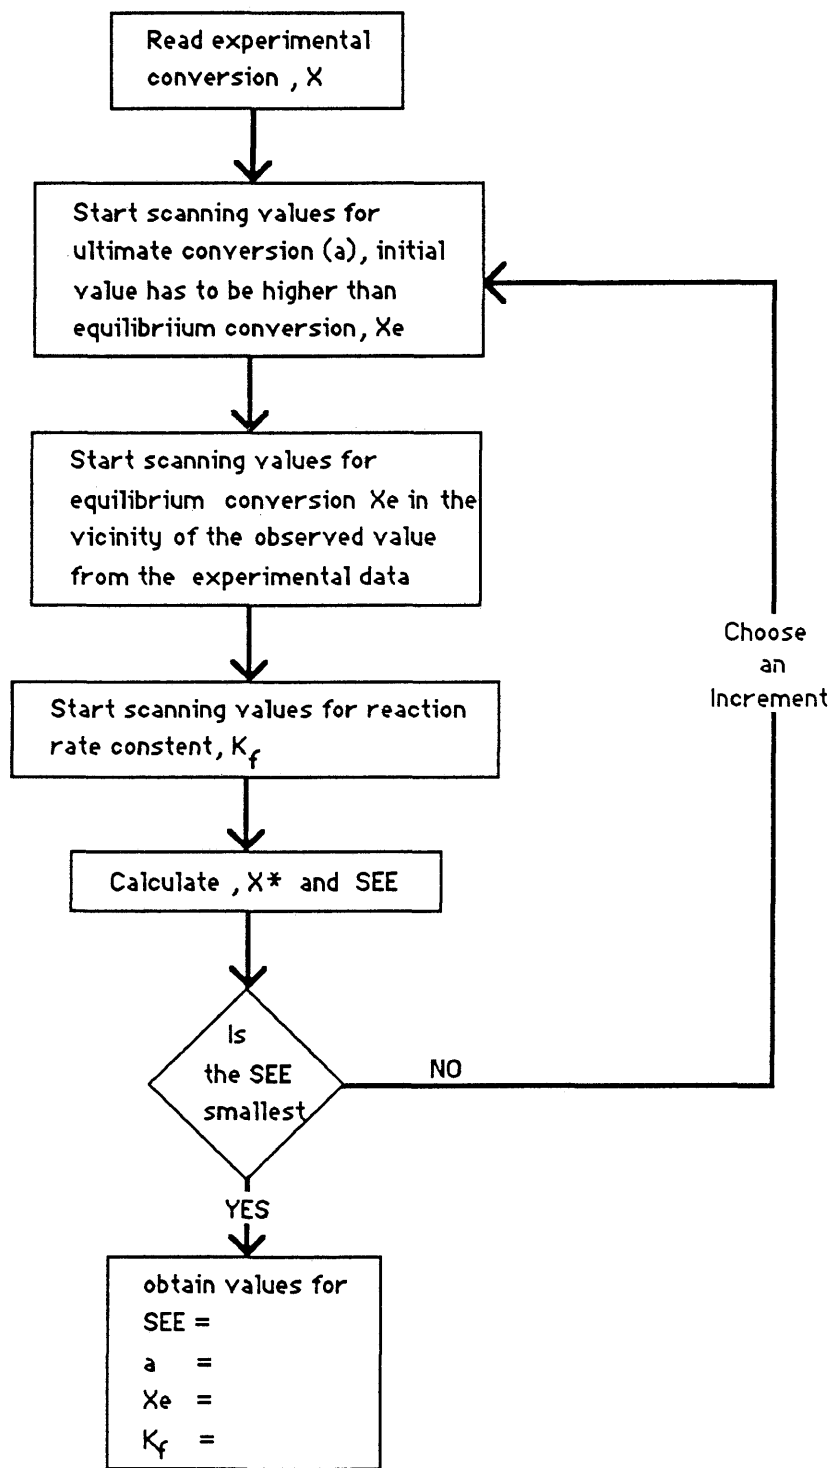 Read experimental
conversion , X
Start scanning values for
ultimate conversion (a), initial
value has to be higher than
equilibriium conversion, Xe
Start scanning values for
equilibrium conversion Xe in the
vicinity of the observed value
from the experimental data
Start scanning values for reaction
rate constent, K_f
Calculate , X* and SEE
Is
the SEE
smallest
NO
Choose
an
Increment
YES
obtain values for
SEE =
a =
Xe =
K_f =